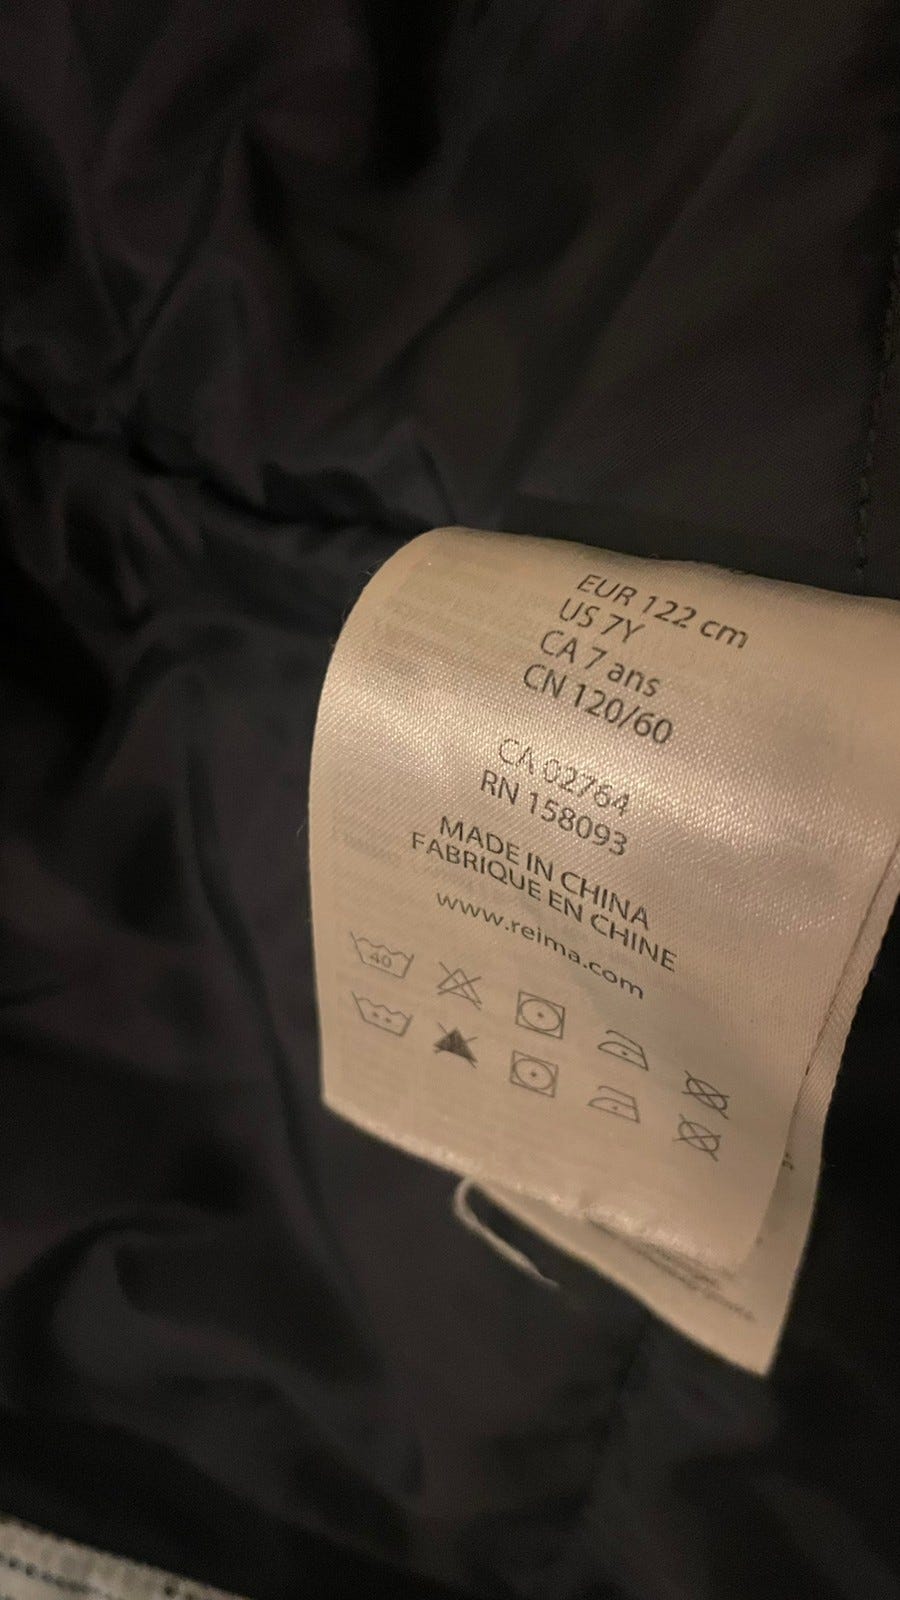 EUR 122 cm
US 7Y
CA 7 ans
CN 120/60
CA 02764
RN 158093
MADE IN CHINA
FABRIQUE EN CHINE
www.reima.com
40